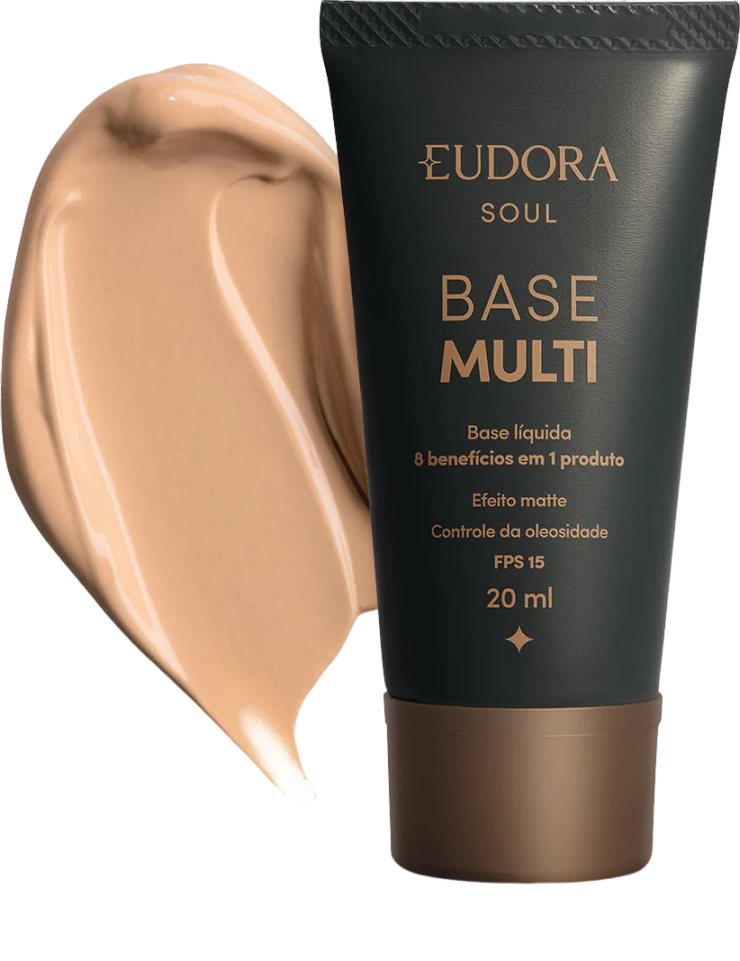 EUDORA
SOUL
BASE
MULTI
Base líquida
8 benefícios em 1 produto
Efeito matte
Controle da oleosidade
FPS 15
20 ml